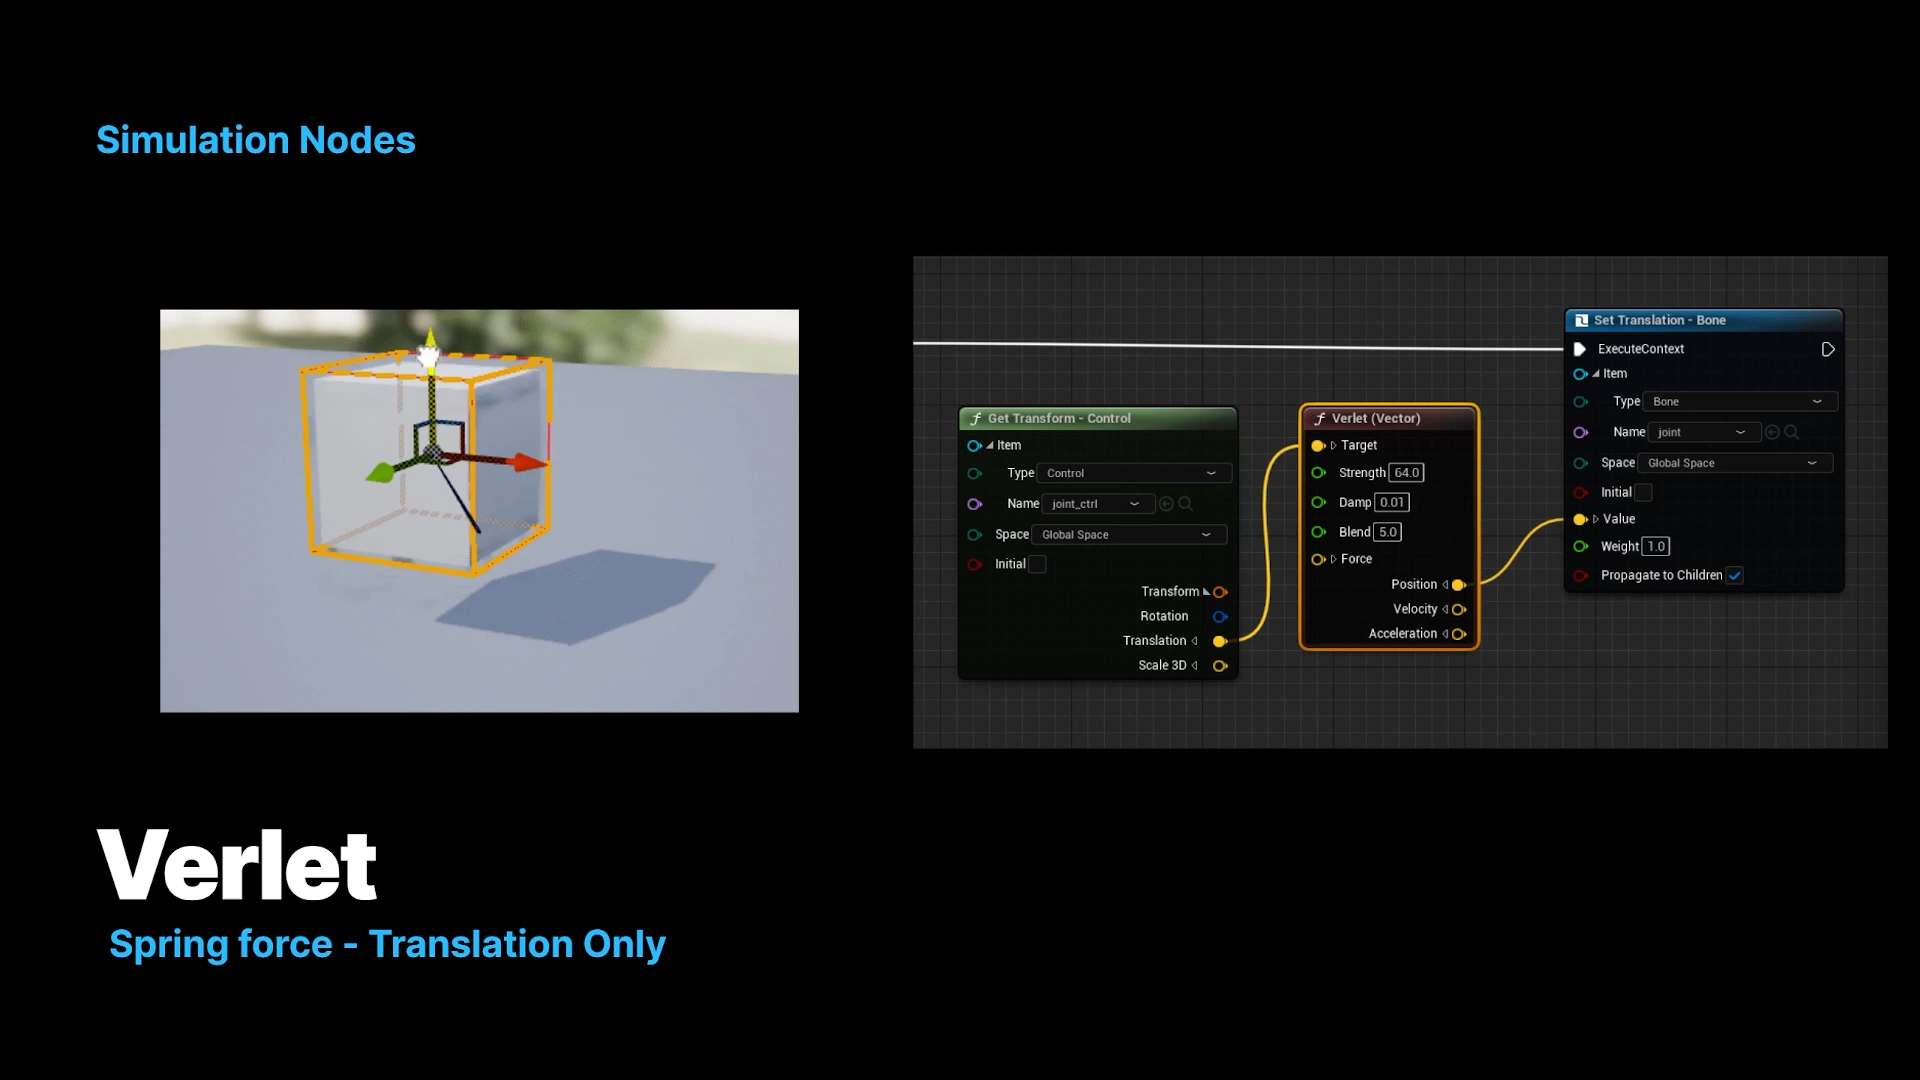 Simulation Nodes
Get Transform - Control
Item
Type Control
Name joint_ctrl
Space Global Space
Initial
Transform
Rotation
Translation
Scale 3D
Verlet (Vector)
Target
Strength 64.0
Damp 0.01
Blend 5.0
Force
Position
Velocity
Acceleration
Set Translation - Bone
ExecuteContext
Item
Type Bone
Name joint
Space Global Space
Initial
Value
Weight 1.0
Propagate to Children
Verlet
Spring force - Translation Only